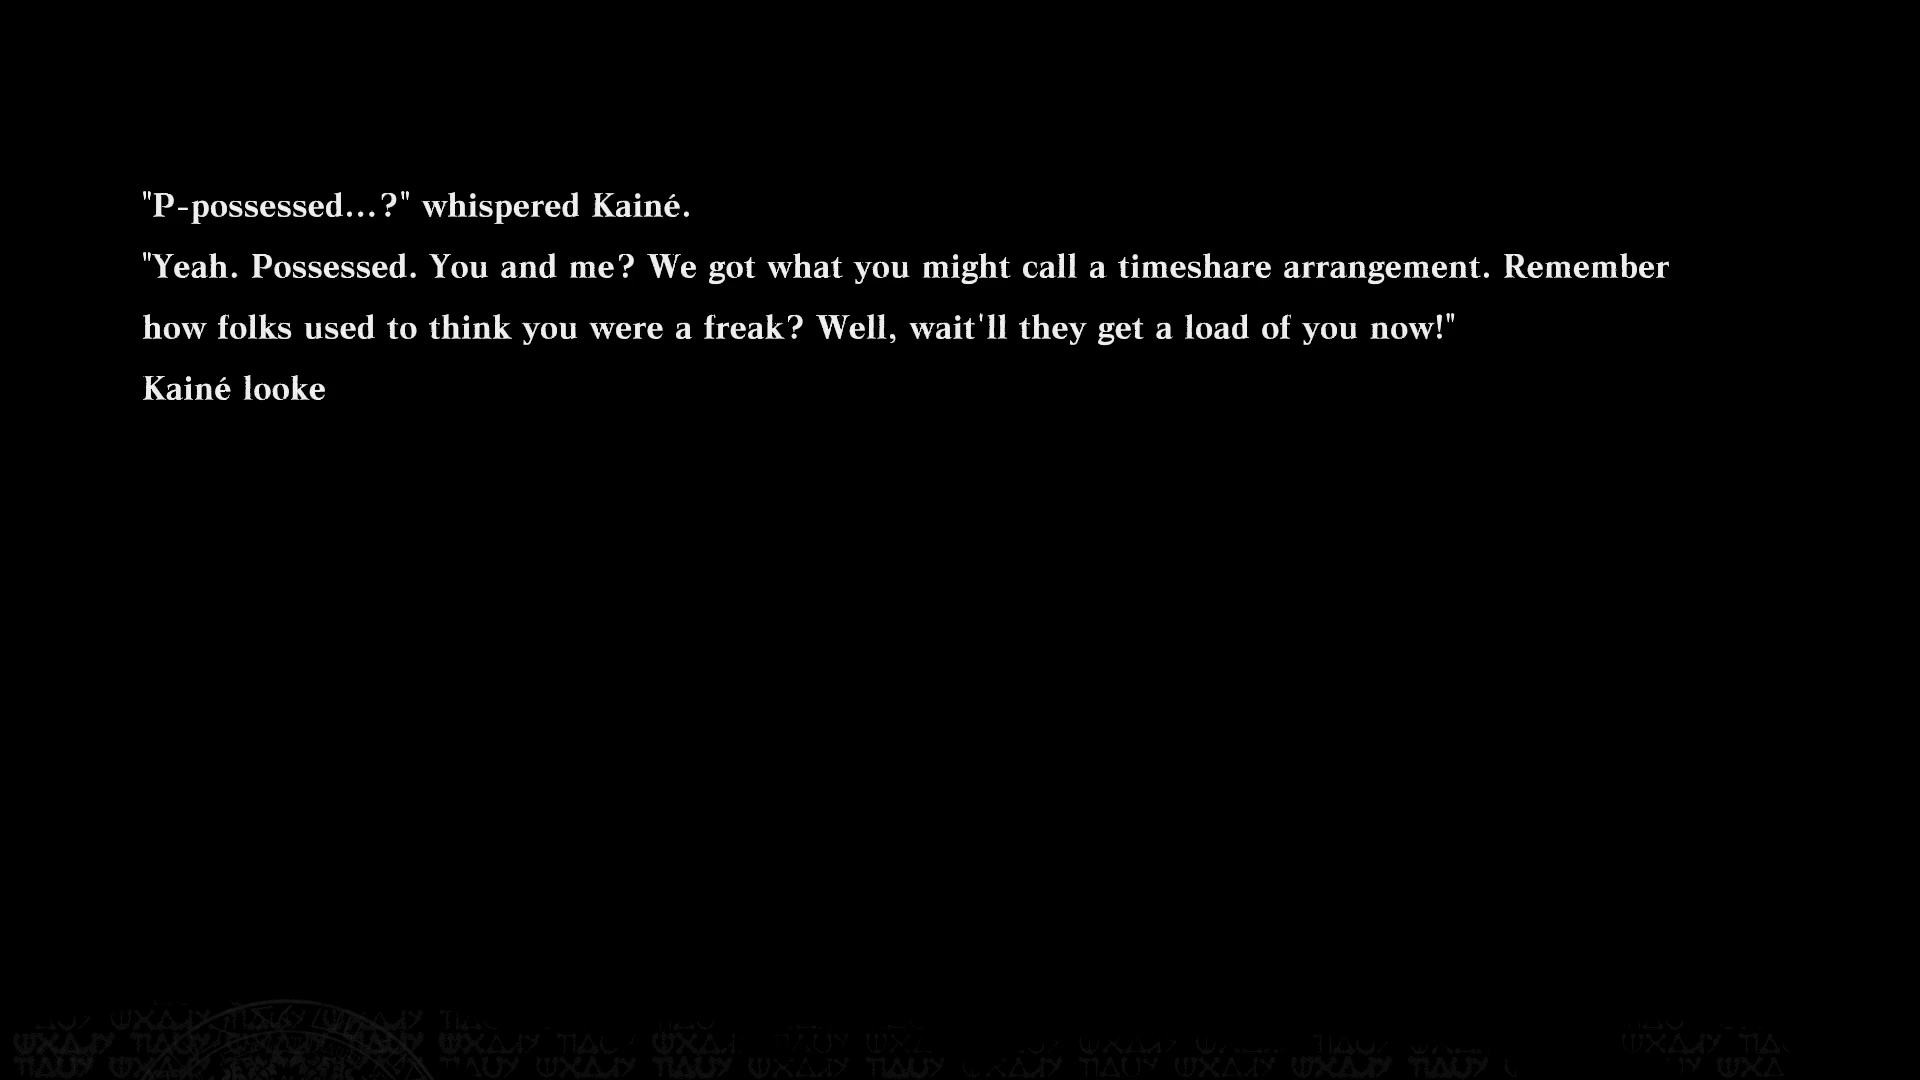 "P-possessed...?" whispered Kainé.
"Yeah. Possessed. You and me? We got what you might call a timeshare arrangement. Remember
how folks used to think you were a freak? Well, wait'll they get a load of you now!"
Kainé looke